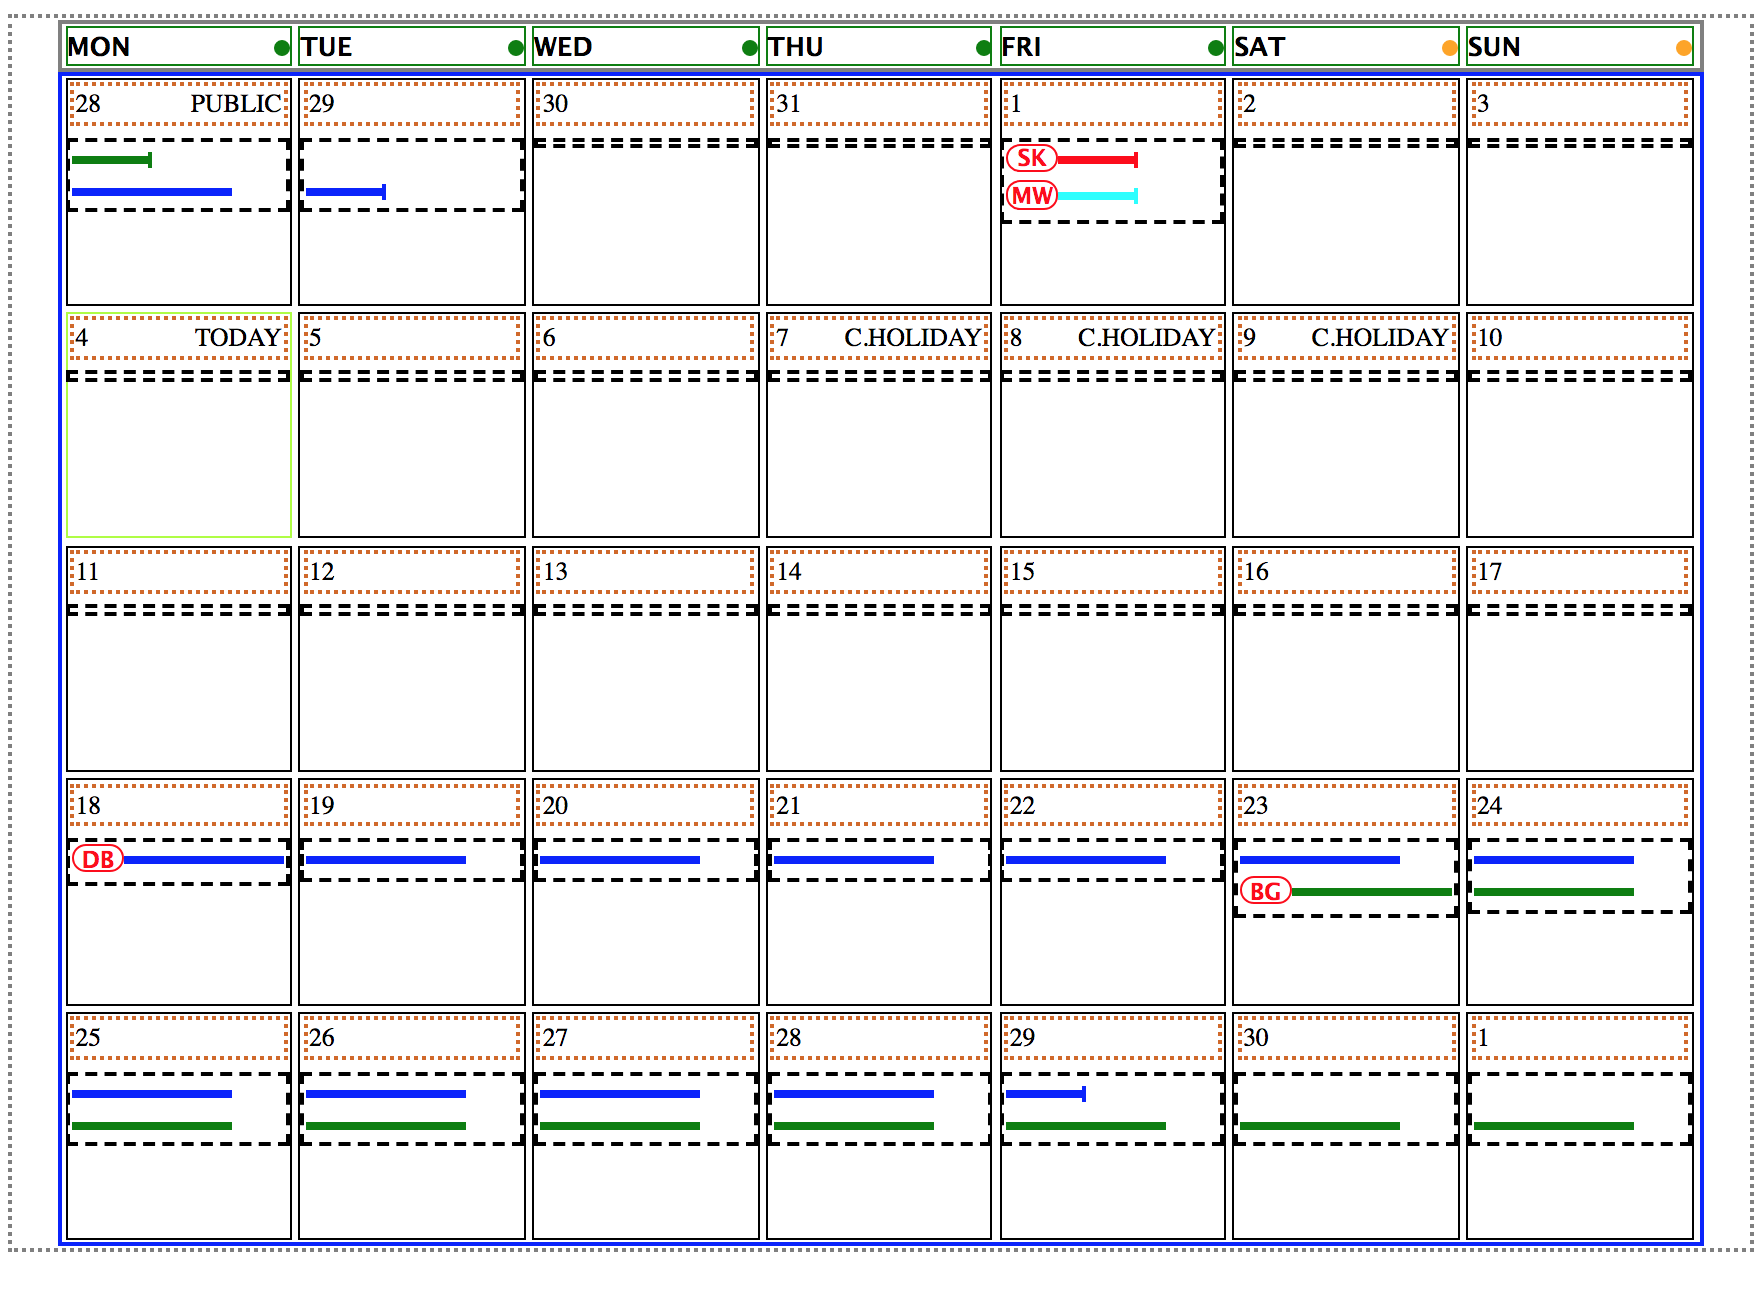 MON TUE WED THU FRI SAT SUN
28 PUBLIC 29 30 31 1 2 3
SK
MW
4 TODAY 5 6 7 C.HOLIDAY 8 C.HOLIDAY 9 C.HOLIDAY 10
11 12 13 14 15 16 17
18 19 20 21 22 23 24
DB
BG
25 26 27 28 29 30 1